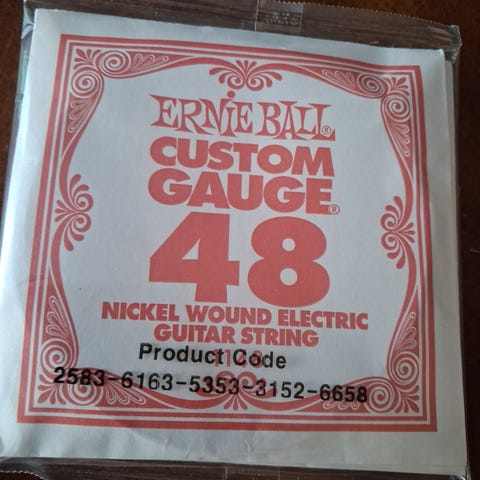 ERNIE BALL®
CUSTOM
GAUGE®
48
NICKEL WOUND ELECTRIC
GUITAR STRING
Product Code
2583-6163-5353-3152-6658